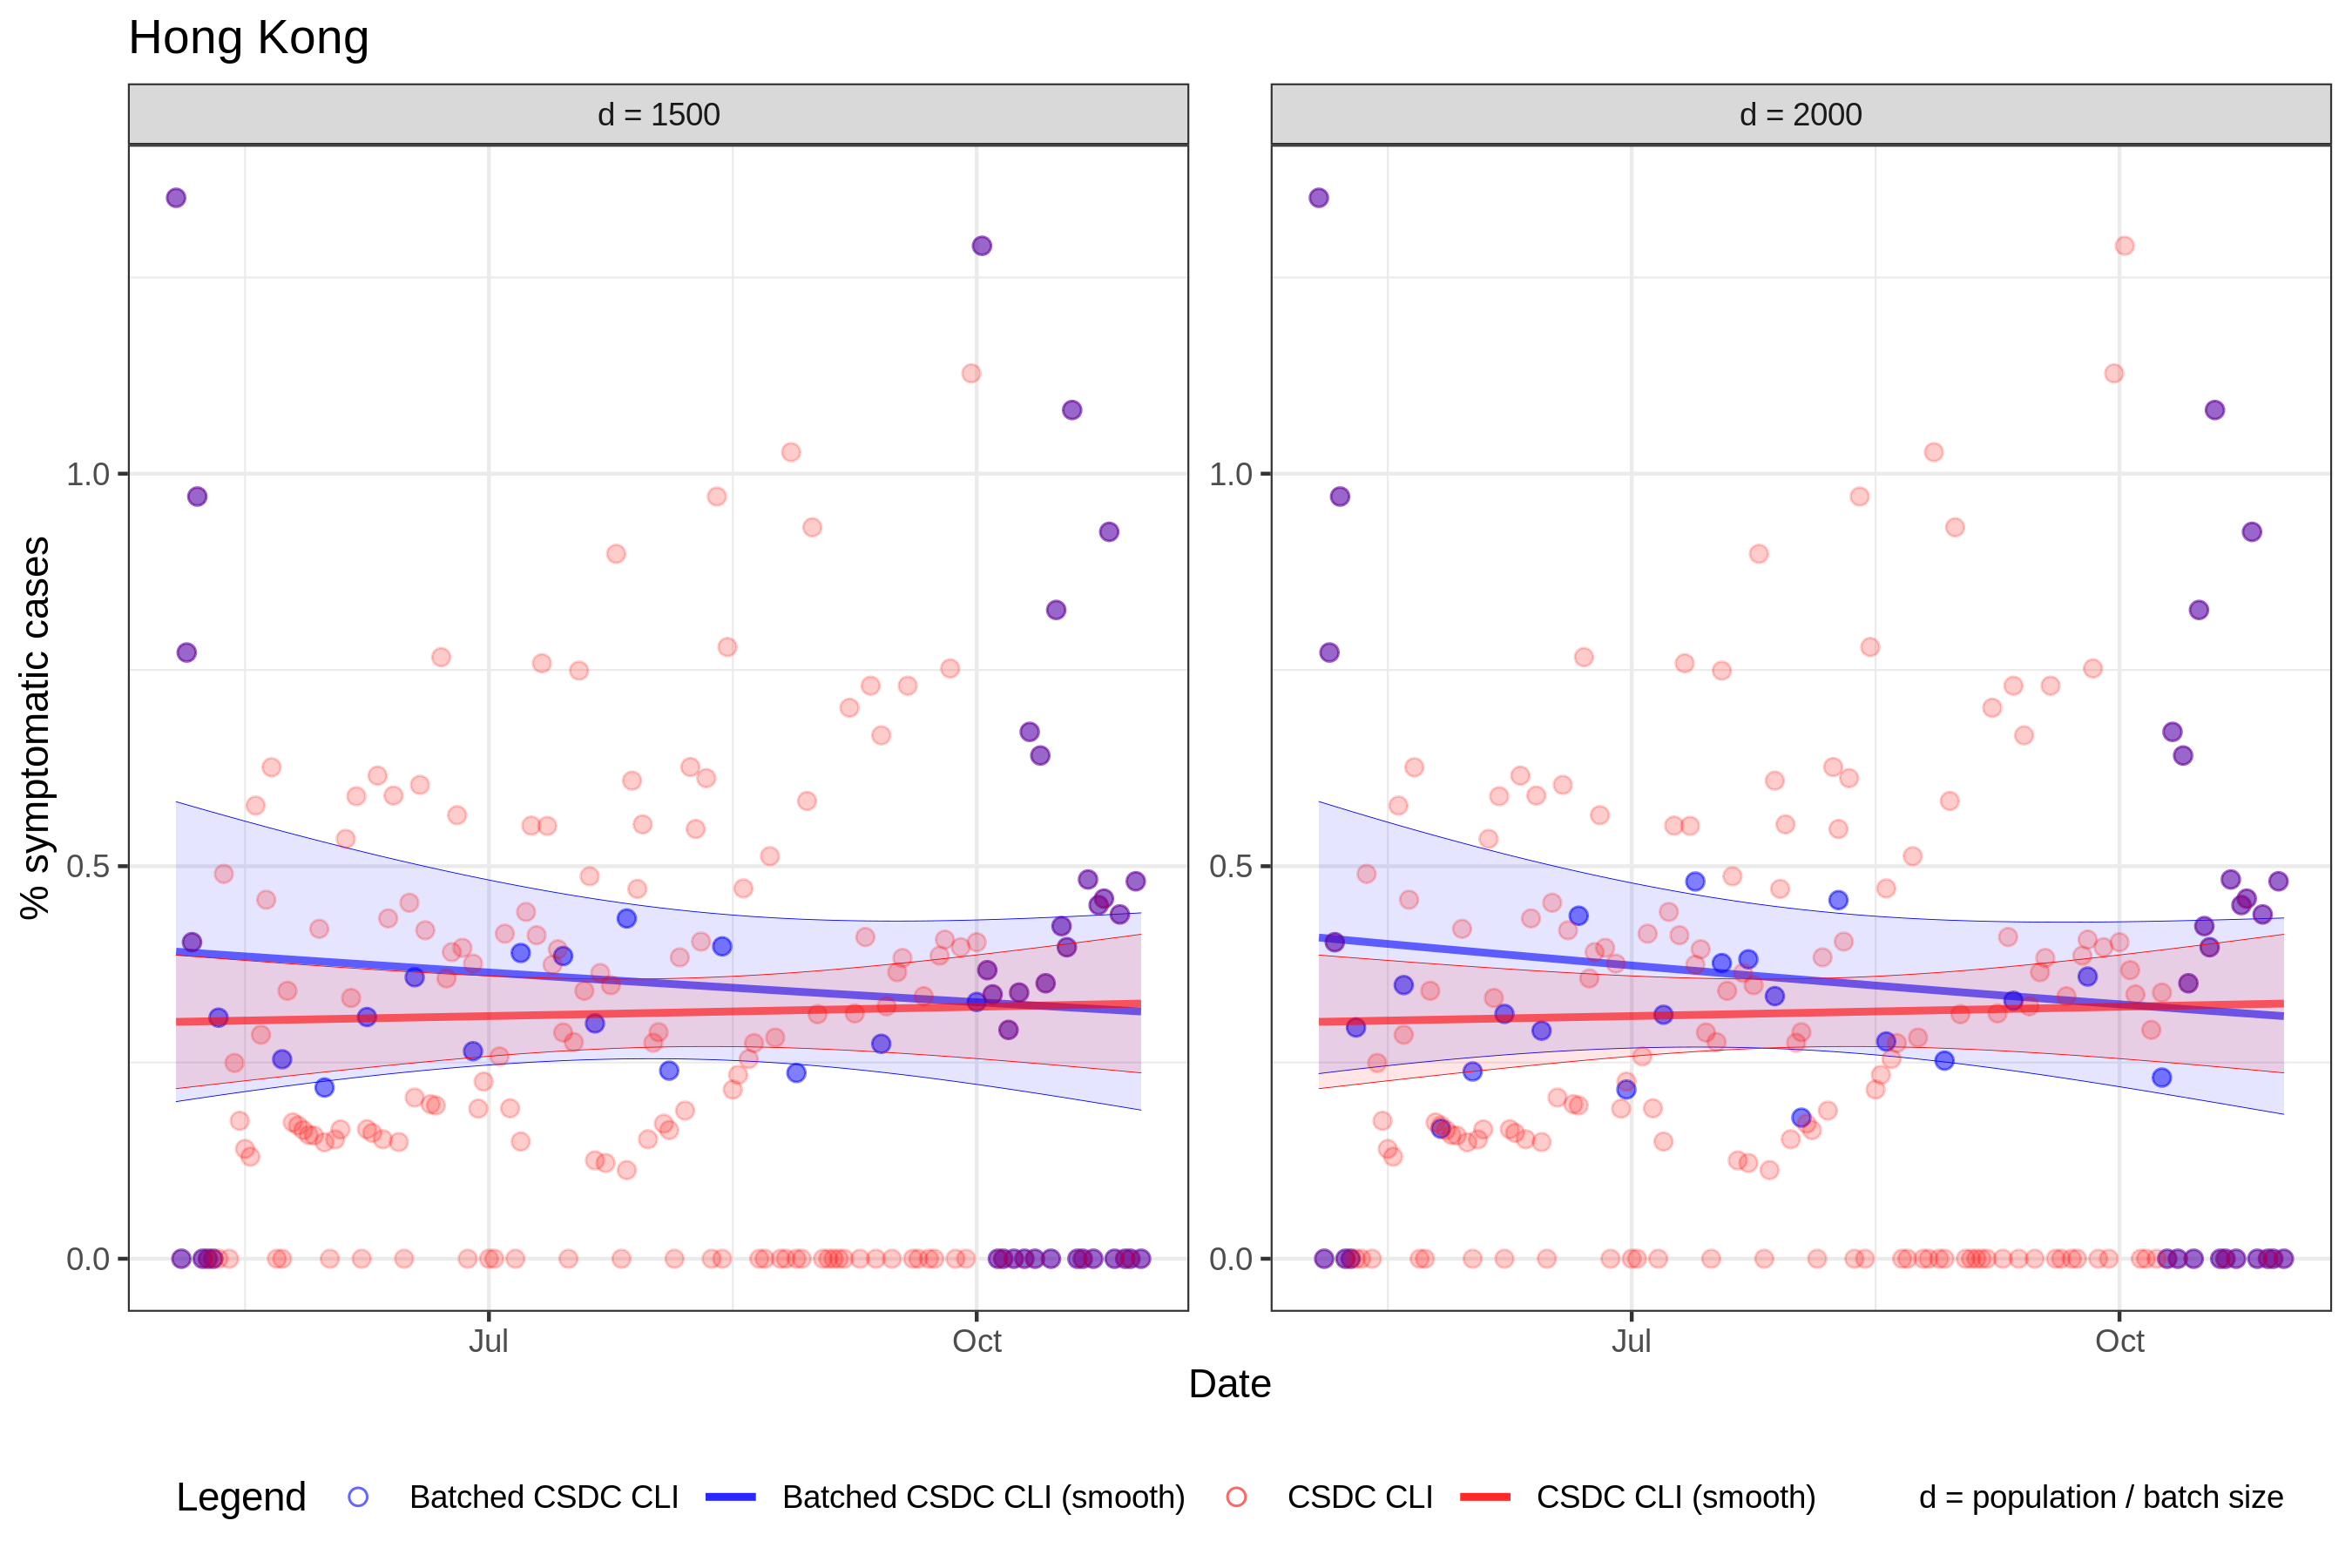 Hong Kong
d = 1500
d = 2000
% symptomatic cases
1.0
0.5
0.0
1.0
0.5
0.0
Jul
Oct
Jul
Oct
Date
Legend
Batched CSDC CLI
Batched CSDC CLI (smooth)
CSDC CLI
CSDC CLI (smooth)
d = population / batch size